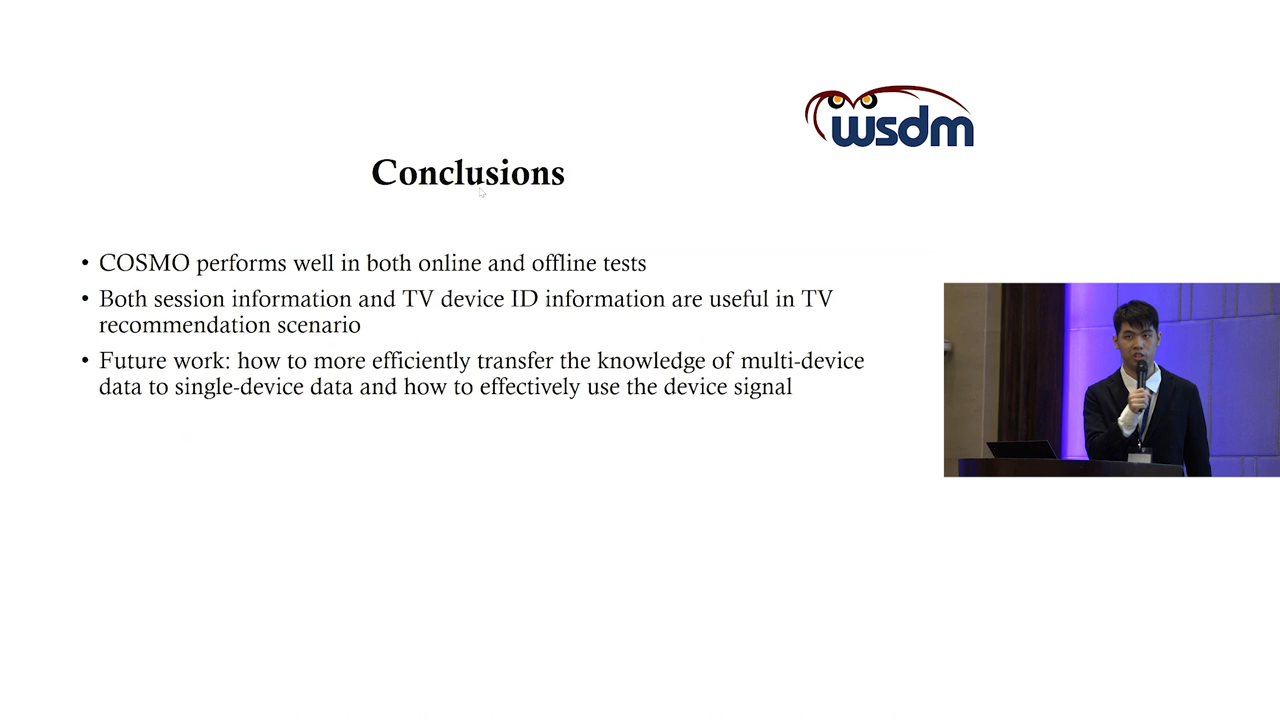 wsdm
Conclusions
• COSMO performs well in both online and offline tests
• Both session information and TV device ID information are useful in TV
recommendation scenario
• Future work: how to more efficiently transfer the knowledge of multi-device
data to single-device data and how to effectively use the device signal